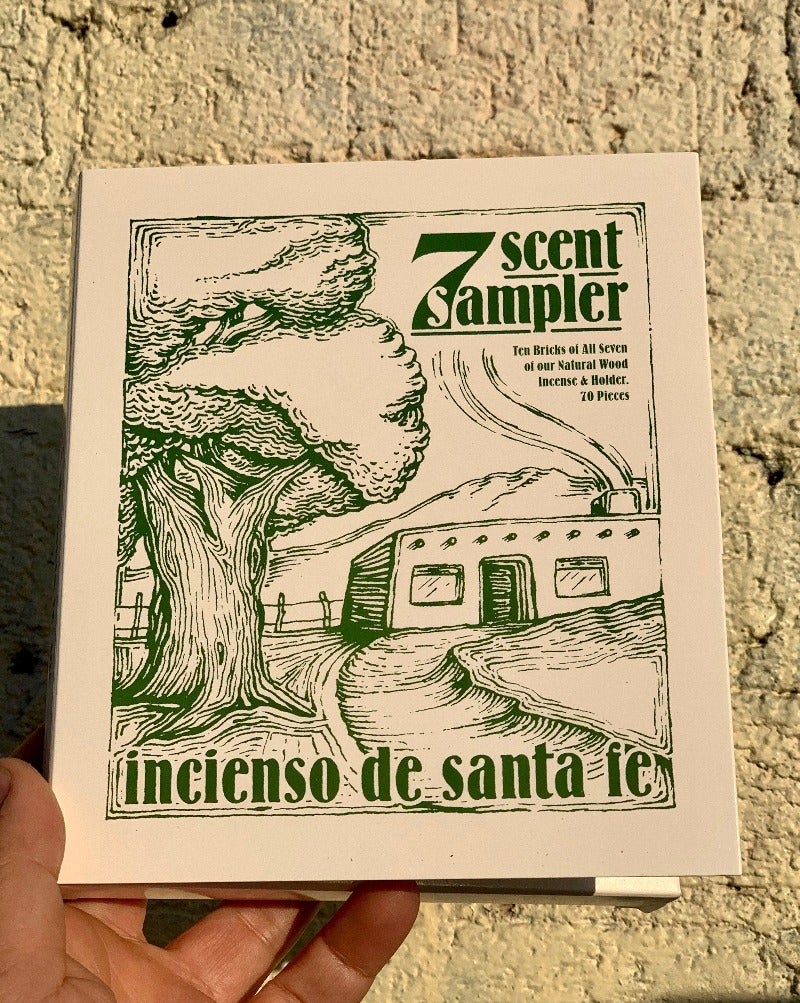 7 scent
sampler
Ten Bricks of All Seven
of our Natural Wood
Incense & Holder.
70 Pieces
incienso de santa fe